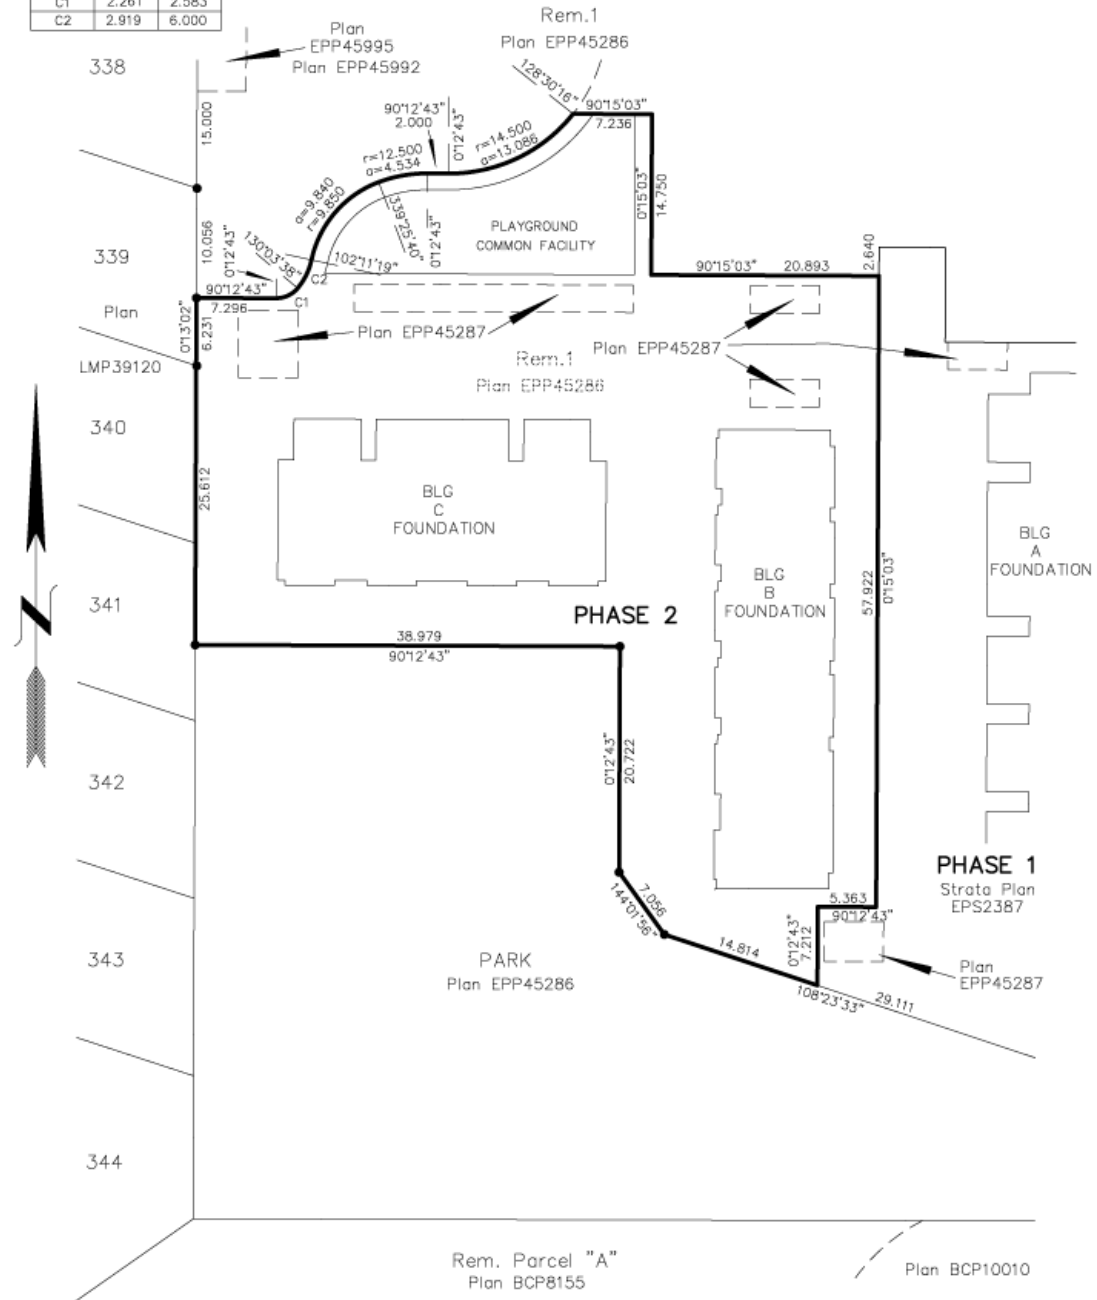 C1 2.261 2.583
C2 2.919 6.000
Plan
EPP45995
Plan EPP45992
Rem.1
Plan EPP45286
338
15.000
128°30'16"
90°15'03"
7.236
90°12'43"
2.000
0°12'43"
r=14.500
a=13.086
r=12.500
a=4.534
a=9.840
r=9.850
339°25'40"
0°12'43"
0°15'03"
14.750
PLAYGROUND
COMMON FACILITY
339
10.056
0°12'43"
130°03'38"
102°11'19"
C2
C1
90°12'43"
7.296
90°15'03" 20.893
2.640
Plan
0°13'02"
6.231
Plan EPP45287
Plan EPP45287
Rem.1
Plan EPP45286
LMP39120
340
25.612
BLG
C
FOUNDATION
BLG
A
FOUNDATION
BLG
B
FOUNDATION
57.922
0°15'03"
N
341
PHASE 2
38.979
90°12'43"
0°12'43"
20.722
342
PHASE 1
Strata Plan
EPS2387
7.056
144°01'56"
5.363
90°12'43"
0°12'43"
7.212
14.814
108°23'33"
29.111
343
PARK
Plan EPP45286
Plan
EPP45287
344
Rem. Parcel "A"
Plan BCP8155
Plan BCP10010